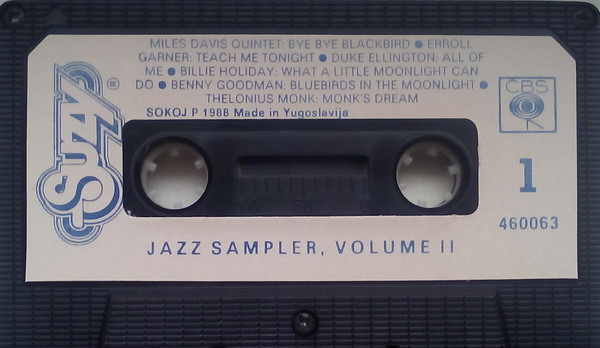 MILES DAVIS QUINTET: BYE BYE BLACKBIRD ● ERROLL
GARNER: TEACH ME TONIGHT ● DUKE ELLINGTON: ALL OF
ME ● BILLIE HOLIDAY: WHAT A LITTLE MOONLIGHT CAN
DO ● BENNY GOODMAN: BLUEBIRDS IN THE MOONLIGHT ●
THELONIUS MONK: MONK'S DREAM
SOKOJ P 1988 Made in Yugoslavija
SUZY ®
CBS
1
460063
JAZZ SAMPLER, VOLUME II